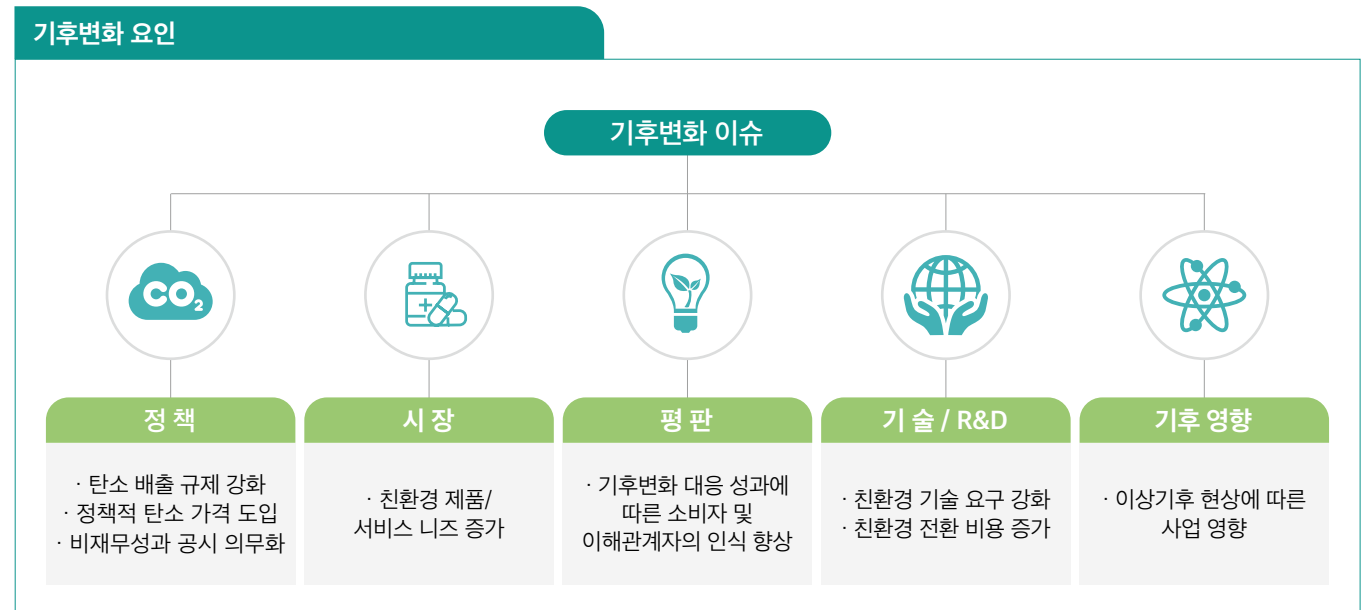 기후변화 요인
기후변화 이슈
CO2
정 책
· 탄소 배출 규제 강화
· 정책적 탄소 가격 도입
· 비재무성과 공시 의무화
시 장
· 친환경 제품/
서비스 니즈 증가
평 판
· 기후변화 대응 성과에
따른 소비자 및
이해관계자의 인식 향상
기 술 / R&D
· 친환경 기술 요구 강화
· 친환경 전환 비용 증가
기후 영향
· 이상기후 현상에 따른
사업 영향